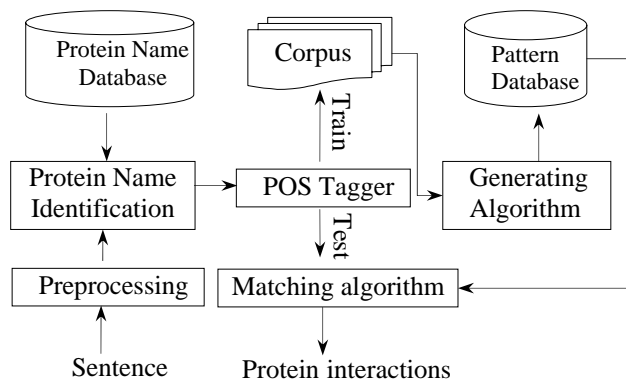 Protein Name
Database
Corpus
Pattern
Database
Train
Protein Name
Identification
POS Tagger
Generating
Algorithm
Test
Preprocessing
Matching algorithm
Sentence
Protein interactions